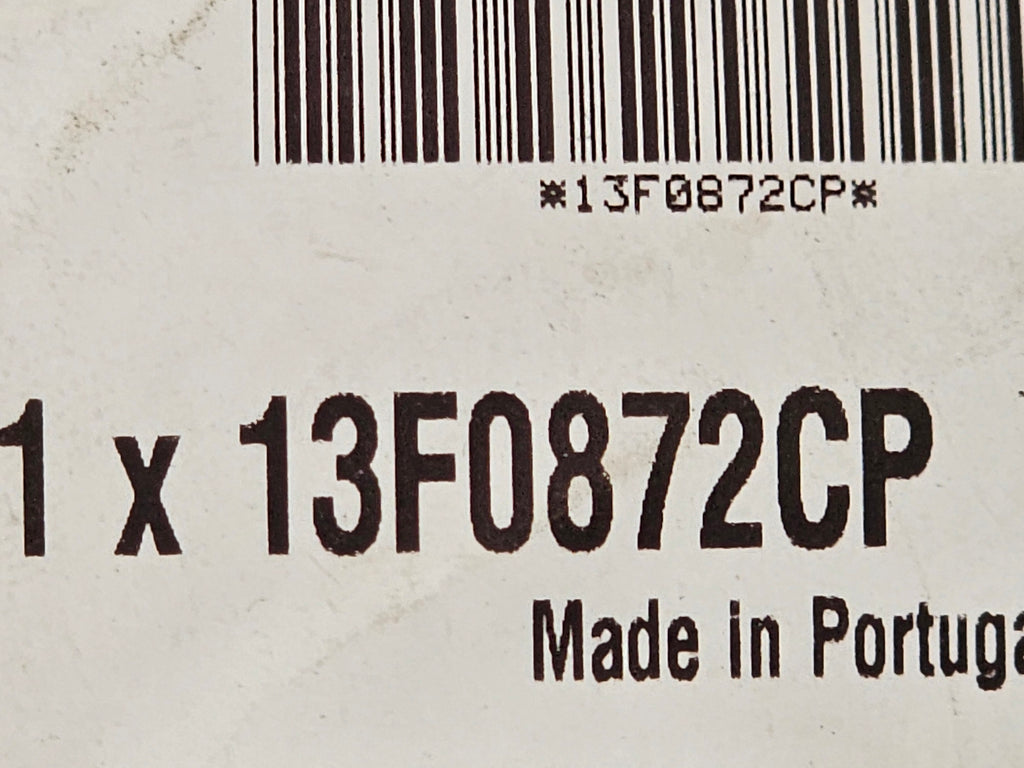 *13F0872CP*
1 x 13F0872CP
Made in Portuga